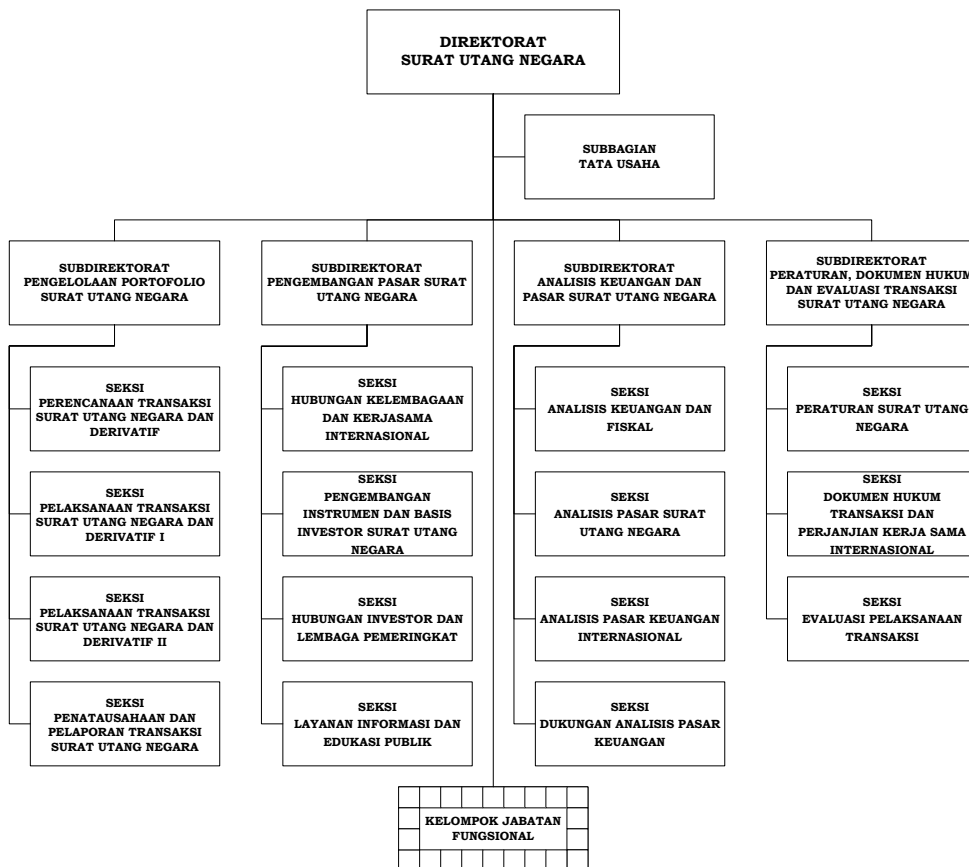 DIREKTORAT
SURAT UTANG NEGARA
SUBBAGIAN
TATA USAHA
SUBDIREKTORAT
PENGELOLAAN PORTOFOLIO
SURAT UTANG NEGARA
SUBDIREKTORAT
PENGEMBANGAN PASAR SURAT
UTANG NEGARA
SUBDIREKTORAT
ANALISIS KEUANGAN DAN
PASAR SURAT UTANG NEGARA
SUBDIREKTORAT
PERATURAN, DOKUMEN HUKUM
DAN EVALUASI TRANSAKSI
SURAT UTANG NEGARA
SEKSI
PERENCANAAN TRANSAKSI
SURAT UTANG NEGARA DAN
DERIVATIF
SEKSI
HUBUNGAN KELEMBAGAAN
DAN KERJASAMA
INTERNASIONAL
SEKSI
ANALISIS KEUANGAN DAN
FISKAL
SEKSI
PERATURAN SURAT UTANG
NEGARA
SEKSI
PELAKSANAAN TRANSAKSI
SURAT UTANG NEGARA DAN
DERIVATIF I
SEKSI
PENGEMBANGAN
INSTRUMEN DAN BASIS
INVESTOR SURAT UTANG
NEGARA
SEKSI
ANALISIS PASAR SURAT
UTANG NEGARA
SEKSI
DOKUMEN HUKUM
TRANSAKSI DAN
PERJANJIAN KERJA SAMA
INTERNASIONAL
SEKSI
PELAKSANAAN TRANSAKSI
SURAT UTANG NEGARA DAN
DERIVATIF II
SEKSI
HUBUNGAN INVESTOR DAN
LEMBAGA PEMERINGKAT
SEKSI
ANALISIS PASAR KEUANGAN
INTERNASIONAL
SEKSI
EVALUASI PELAKSANAAN
TRANSAKSI
SEKSI
PENATAUSAHAAN DAN
PELAPORAN TRANSAKSI
SURAT UTANG NEGARA
SEKSI
LAYANAN INFORMASI DAN
EDUKASI PUBLIK
SEKSI
DUKUNGAN ANALISIS PASAR
KEUANGAN
KELOMPOK JABATAN
FUNGSIONAL